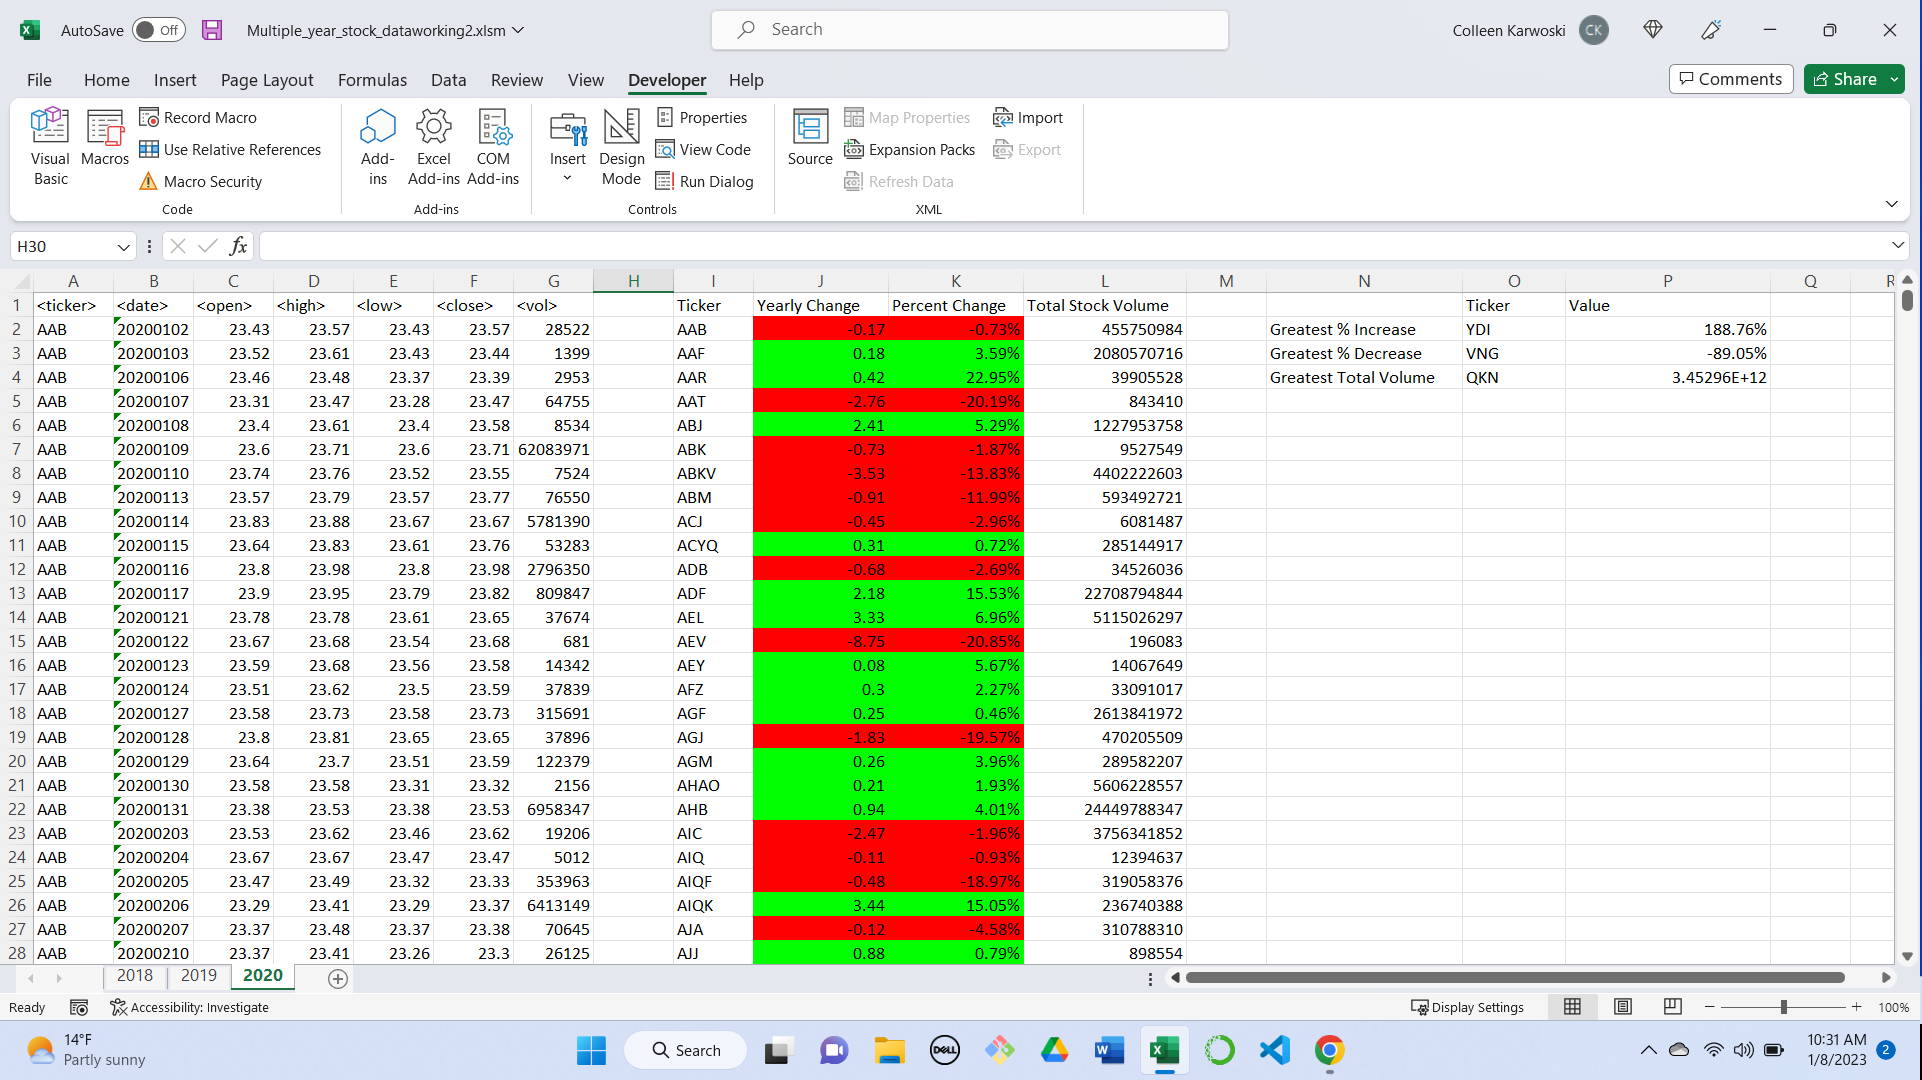 AutoSave Off Multiple_year_stock_dataworking2.xlsm Search Colleen Karwoski CK
File Home Insert Page Layout Formulas Data Review View Developer Help Comments Share
Visual Basic Macros Record Macro Use Relative References Macro Security Code
Add-ins Excel Add-ins COM Add-ins Add-ins
Insert Design Mode Properties View Code Run Dialog Controls
Source Map Properties Expansion Packs Refresh Data Import Export XML
H30 fx
A B C D E F G H I J K L M N O P Q R
1 <ticker> <date> <open> <high> <low> <close> <vol> Ticker Yearly Change Percent Change Total Stock Volume Ticker Value
2 AAB 20200102 23.43 23.57 23.43 23.57 28522 AAB -0.17 -0.73% 455750984 Greatest % Increase YDI 188.76%
3 AAB 20200103 23.52 23.61 23.43 23.44 1399 AAF 0.18 3.59% 2080570716 Greatest % Decrease VNG -89.05%
4 AAB 20200106 23.46 23.48 23.37 23.39 2953 AAR 0.42 22.95% 39905528 Greatest Total Volume QKN 3.45296E+12
5 AAB 20200107 23.31 23.47 23.28 23.47 64755 AAT -2.76 -20.19% 843410
6 AAB 20200108 23.4 23.61 23.4 23.58 8534 ABJ 2.41 5.29% 1227953758
7 AAB 20200109 23.6 23.71 23.6 23.71 62083971 ABK -0.73 -1.87% 9527549
8 AAB 20200110 23.74 23.76 23.52 23.55 7524 ABKV -3.53 -13.83% 4402222603
9 AAB 20200113 23.57 23.79 23.57 23.77 76550 ABM -0.91 -11.99% 593492721
10 AAB 20200114 23.83 23.88 23.67 23.67 5781390 ACJ -0.45 -2.96% 6081487
11 AAB 20200115 23.64 23.83 23.61 23.76 53283 ACYQ 0.31 0.72% 285144917
12 AAB 20200116 23.8 23.98 23.8 23.98 2796350 ADB -0.68 -2.69% 34526036
13 AAB 20200117 23.9 23.95 23.79 23.82 809847 ADF 2.18 15.53% 22708794844
14 AAB 20200121 23.78 23.78 23.61 23.65 37674 AEL 3.33 6.96% 5115026297
15 AAB 20200122 23.67 23.68 23.54 23.68 681 AEV -8.75 -20.85% 196083
16 AAB 20200123 23.59 23.68 23.56 23.58 14342 AEY 0.08 5.67% 14067649
17 AAB 20200124 23.51 23.62 23.5 23.59 37839 AFZ 0.3 2.27% 33091017
18 AAB 20200127 23.58 23.73 23.58 23.73 315691 AGF 0.25 0.46% 2613841972
19 AAB 20200128 23.8 23.81 23.65 23.65 37896 AGJ -1.83 -19.57% 470205509
20 AAB 20200129 23.64 23.7 23.51 23.59 122379 AGM 0.26 3.96% 289582207
21 AAB 20200130 23.58 23.58 23.31 23.32 2156 AHAO 0.21 1.93% 5606228557
22 AAB 20200131 23.38 23.53 23.38 23.53 6958347 AHB 0.94 4.01% 24449788347
23 AAB 20200203 23.53 23.62 23.46 23.62 19206 AIC -2.47 -1.96% 3756341852
24 AAB 20200204 23.67 23.67 23.47 23.47 5012 AIQ -0.11 -0.93% 12394637
25 AAB 20200205 23.47 23.49 23.32 23.33 353963 AIQF -0.48 -18.97% 319058376
26 AAB 20200206 23.29 23.41 23.29 23.37 6413149 AIQK 3.44 15.05% 236740388
27 AAB 20200207 23.37 23.48 23.37 23.38 70645 AJA -0.12 -4.58% 310788310
28 AAB 20200210 23.37 23.41 23.26 23.3 26125 AJJ 0.88 0.79% 898554
2018 2019 2020
Ready Accessibility: Investigate Display Settings 100%
14°F Partly sunny Search DELL 10:31 AM 1/8/2023 2